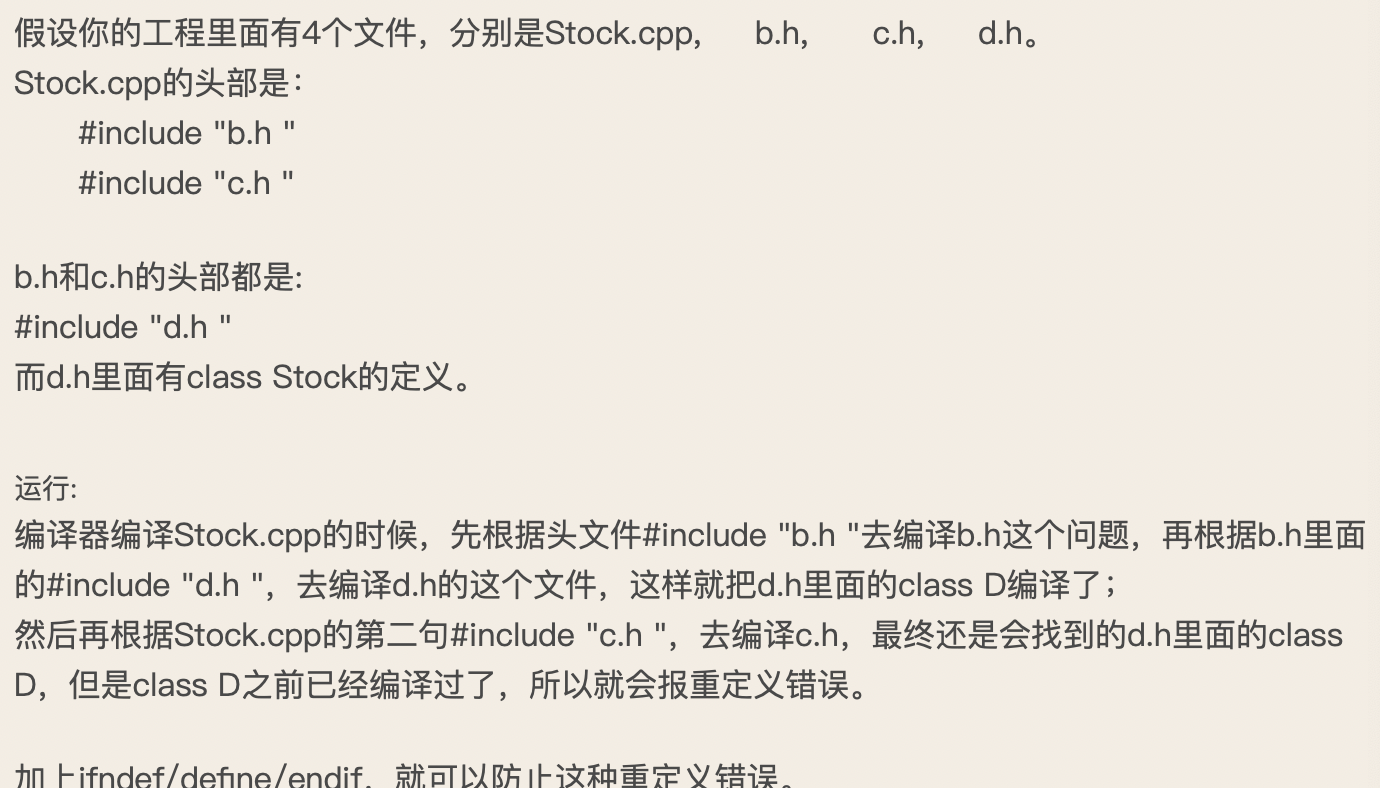 假设你的工程里面有4个文件，分别是Stock.cpp, b.h, c.h, d.h。
Stock.cpp的头部是：
#include "b.h "
#include "c.h "
b.h和c.h的头部都是:
#include "d.h "
而d.h里面有class Stock的定义。
运行:
编译器编译Stock.cpp的时候，先根据头文件#include "b.h "去编译b.h这个问题，再根据b.h里面
的#include "d.h "，去编译d.h的这个文件，这样就把d.h里面的class D编译了；
然后再根据Stock.cpp的第二句#include "c.h "，去编译c.h，最终还是会找到的d.h里面的class
D，但是class D之前已经编译过了，所以就会报重定义错误。
加上ifndef/define/endif，就可以防止这种重定义错误。